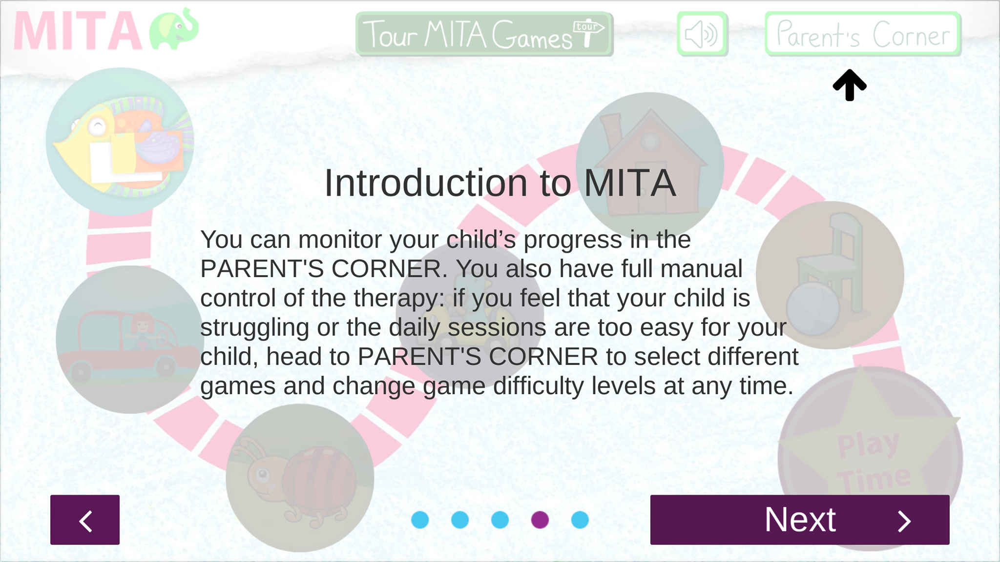 MITA
Tour MITA Games
tour
Parent's Corner
Introduction to MITA
You can monitor your child’s progress in the
PARENT'S CORNER. You also have full manual
control of the therapy: if you feel that your child is
struggling or the daily sessions are too easy for your
child, head to PARENT'S CORNER to select different
games and change game difficulty levels at any time.
Play
Time
Next